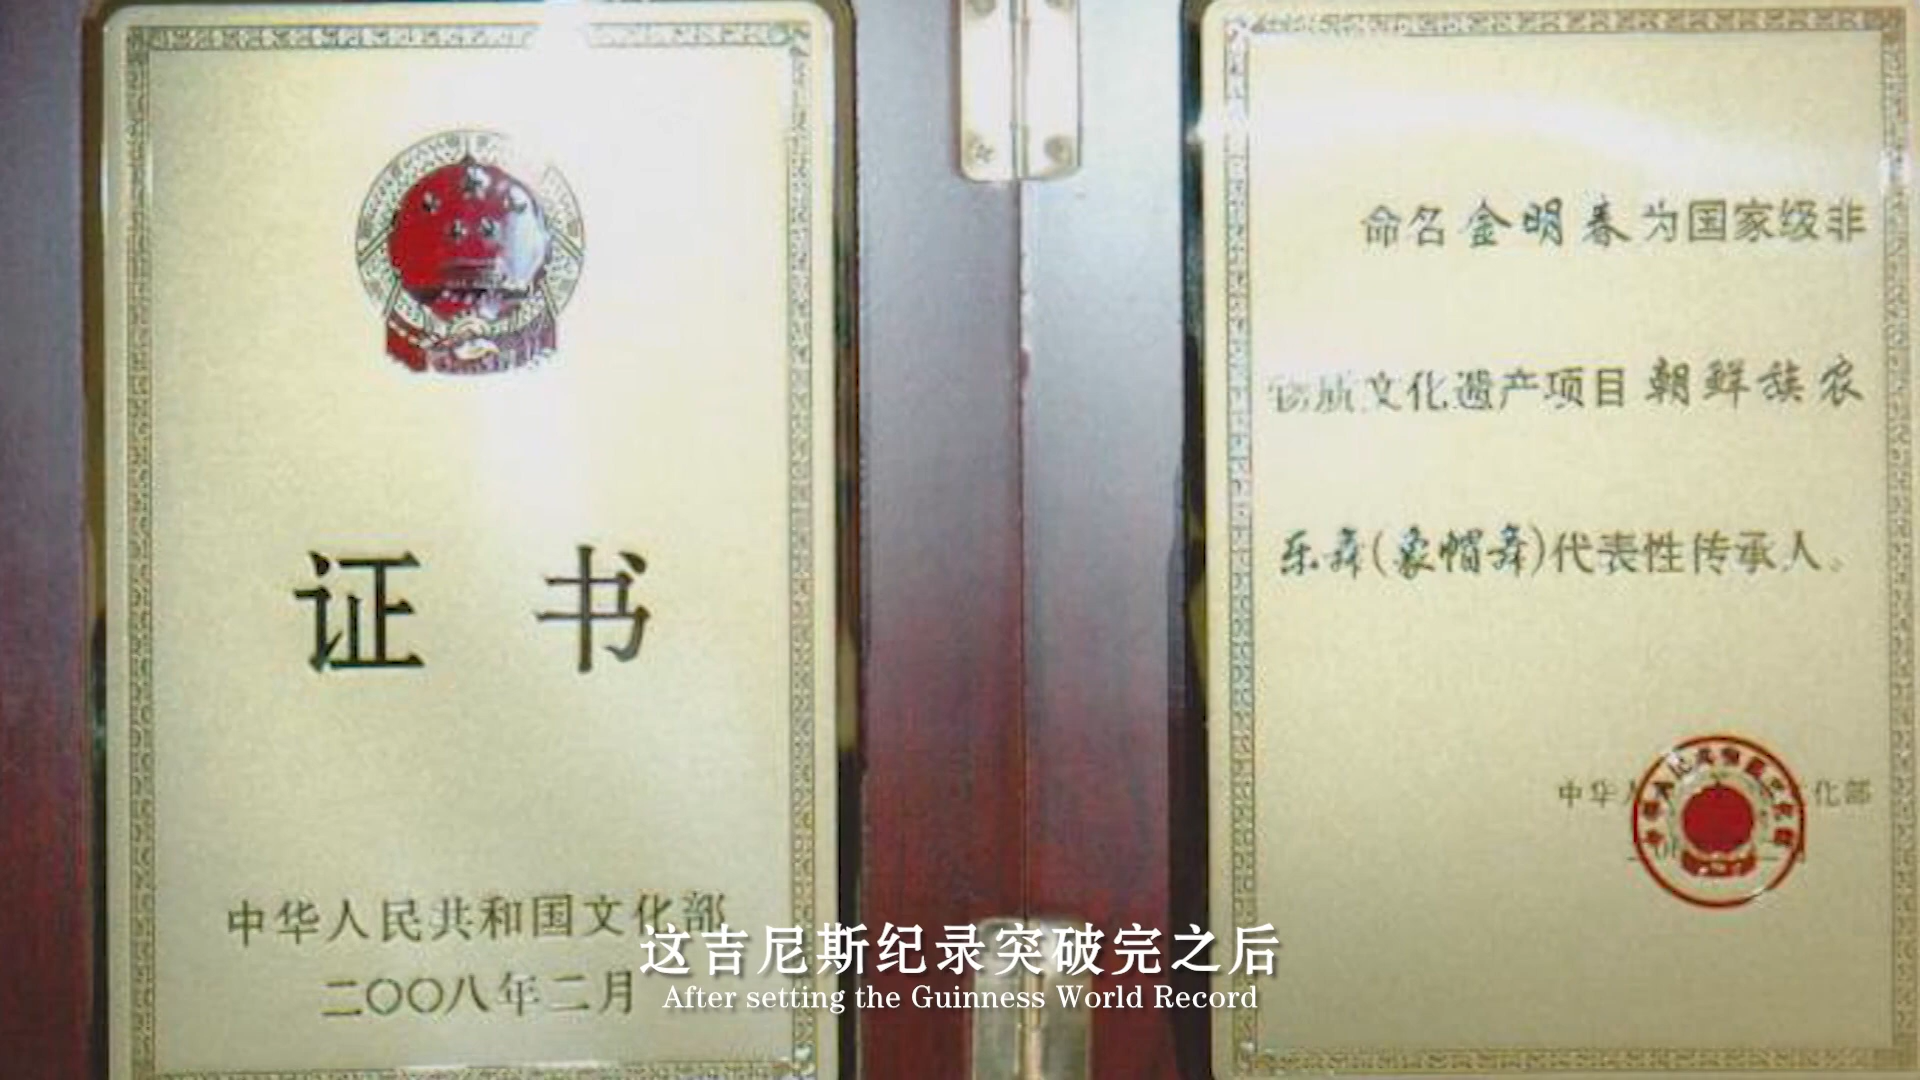 证 书
中华人民共和国文化部
二〇〇八年二月
命名金明春为国家级非
物质文化遗产项目朝鲜族农
乐舞(象帽舞)代表性传承人。
中华人 化部
这吉尼斯纪录突破完之后
After setting the Guinness World Record